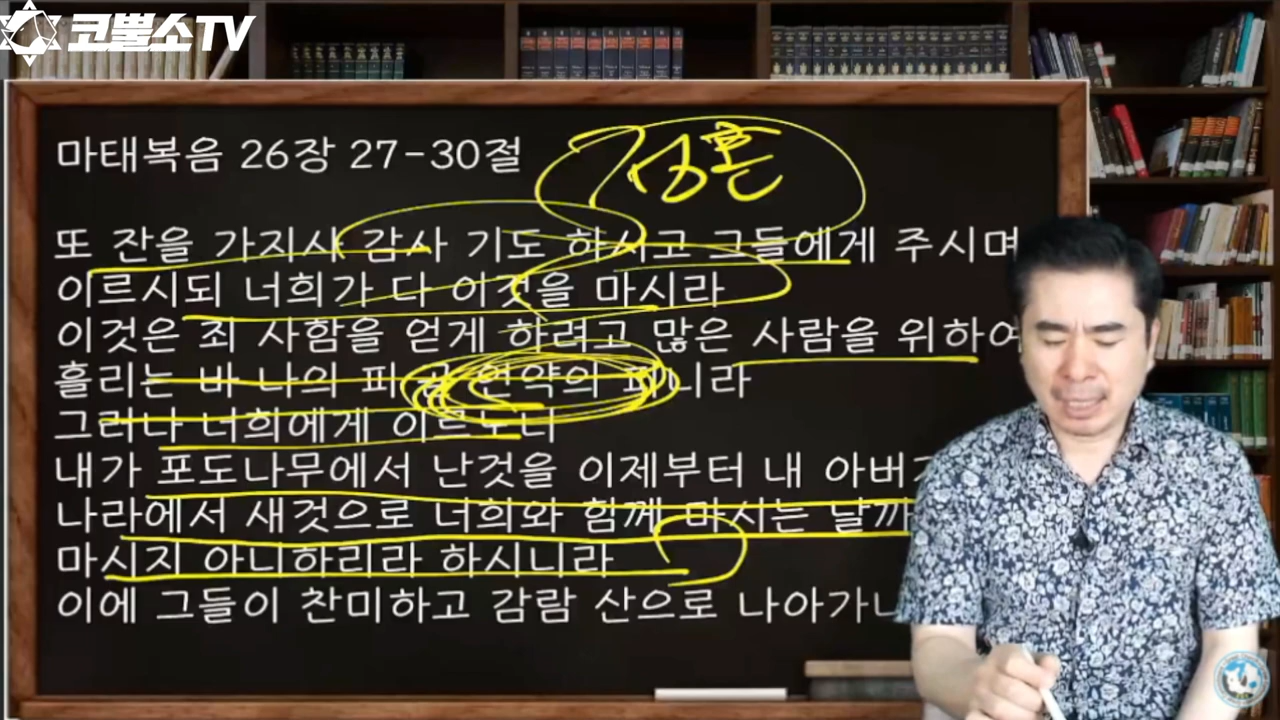 코뿔소TV
마태복음 26장 27-30절
정혼
또 잔을 가지사 감사 기도 하시고 그들에게 주시며
이르시되 너희가 다 이것을 마시라
이것은 죄 사함을 얻게 하려고 많은 사람을 위하여
흘리는 바 나의 피 곧 언약의 피니라
그러나 너희에게 이르노니
내가 포도나무에서 난것을 이제부터 내 아버지
나라에서 새것으로 너희와 함께 마시는 날까
마시지 아니하리라 하시니라
이에 그들이 찬미하고 감람 산으로 나아가니